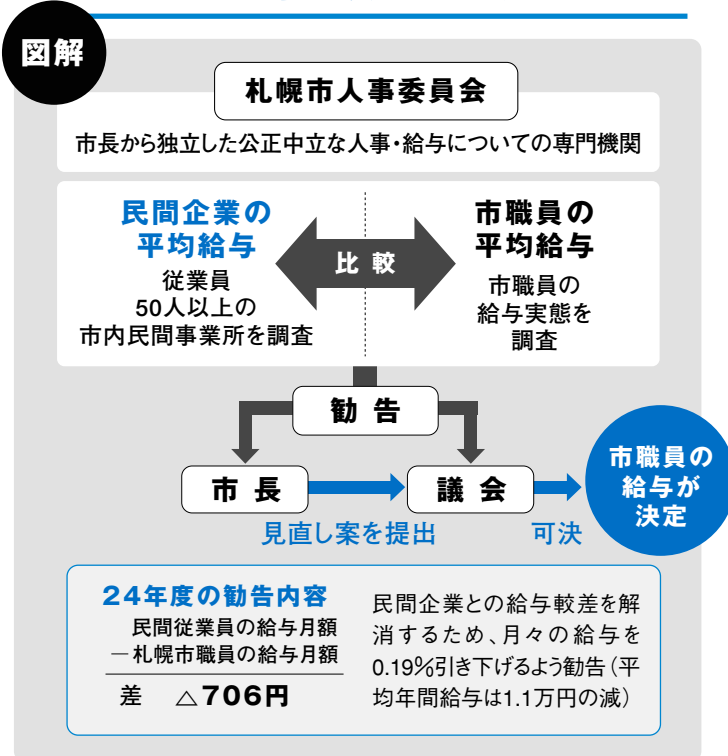 図解
札幌市人事委員会
市長から独立した公正中立な人事・給与についての専門機関
民間企業の
平均給与
従業員
50人以上の
市内民間事業所を調査
比較
市職員の
平均給与
市職員の
給与実態を
調査
勧告
市長
議会
見直し案を提出
可決
市職員の
給与が
決定
24年度の勧告内容
民間従業員の給与月額
－札幌市職員の給与月額
差 △706円
民間企業との給与較差を解
消するため、月々の給与を
0.19％引き下げるよう勧告（平
均年間給与は1.1万円の減）